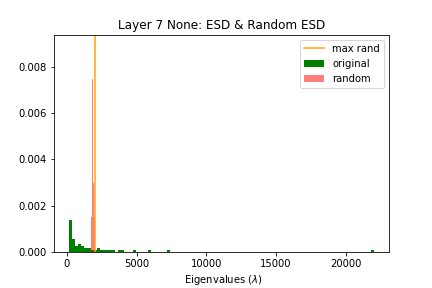 Layer 7 None: ESD & Random ESD
max rand
original
random
0.008
0.006
0.004
0.002
0.000
0 5000 10000 15000 20000
Eigenvalues (λ)